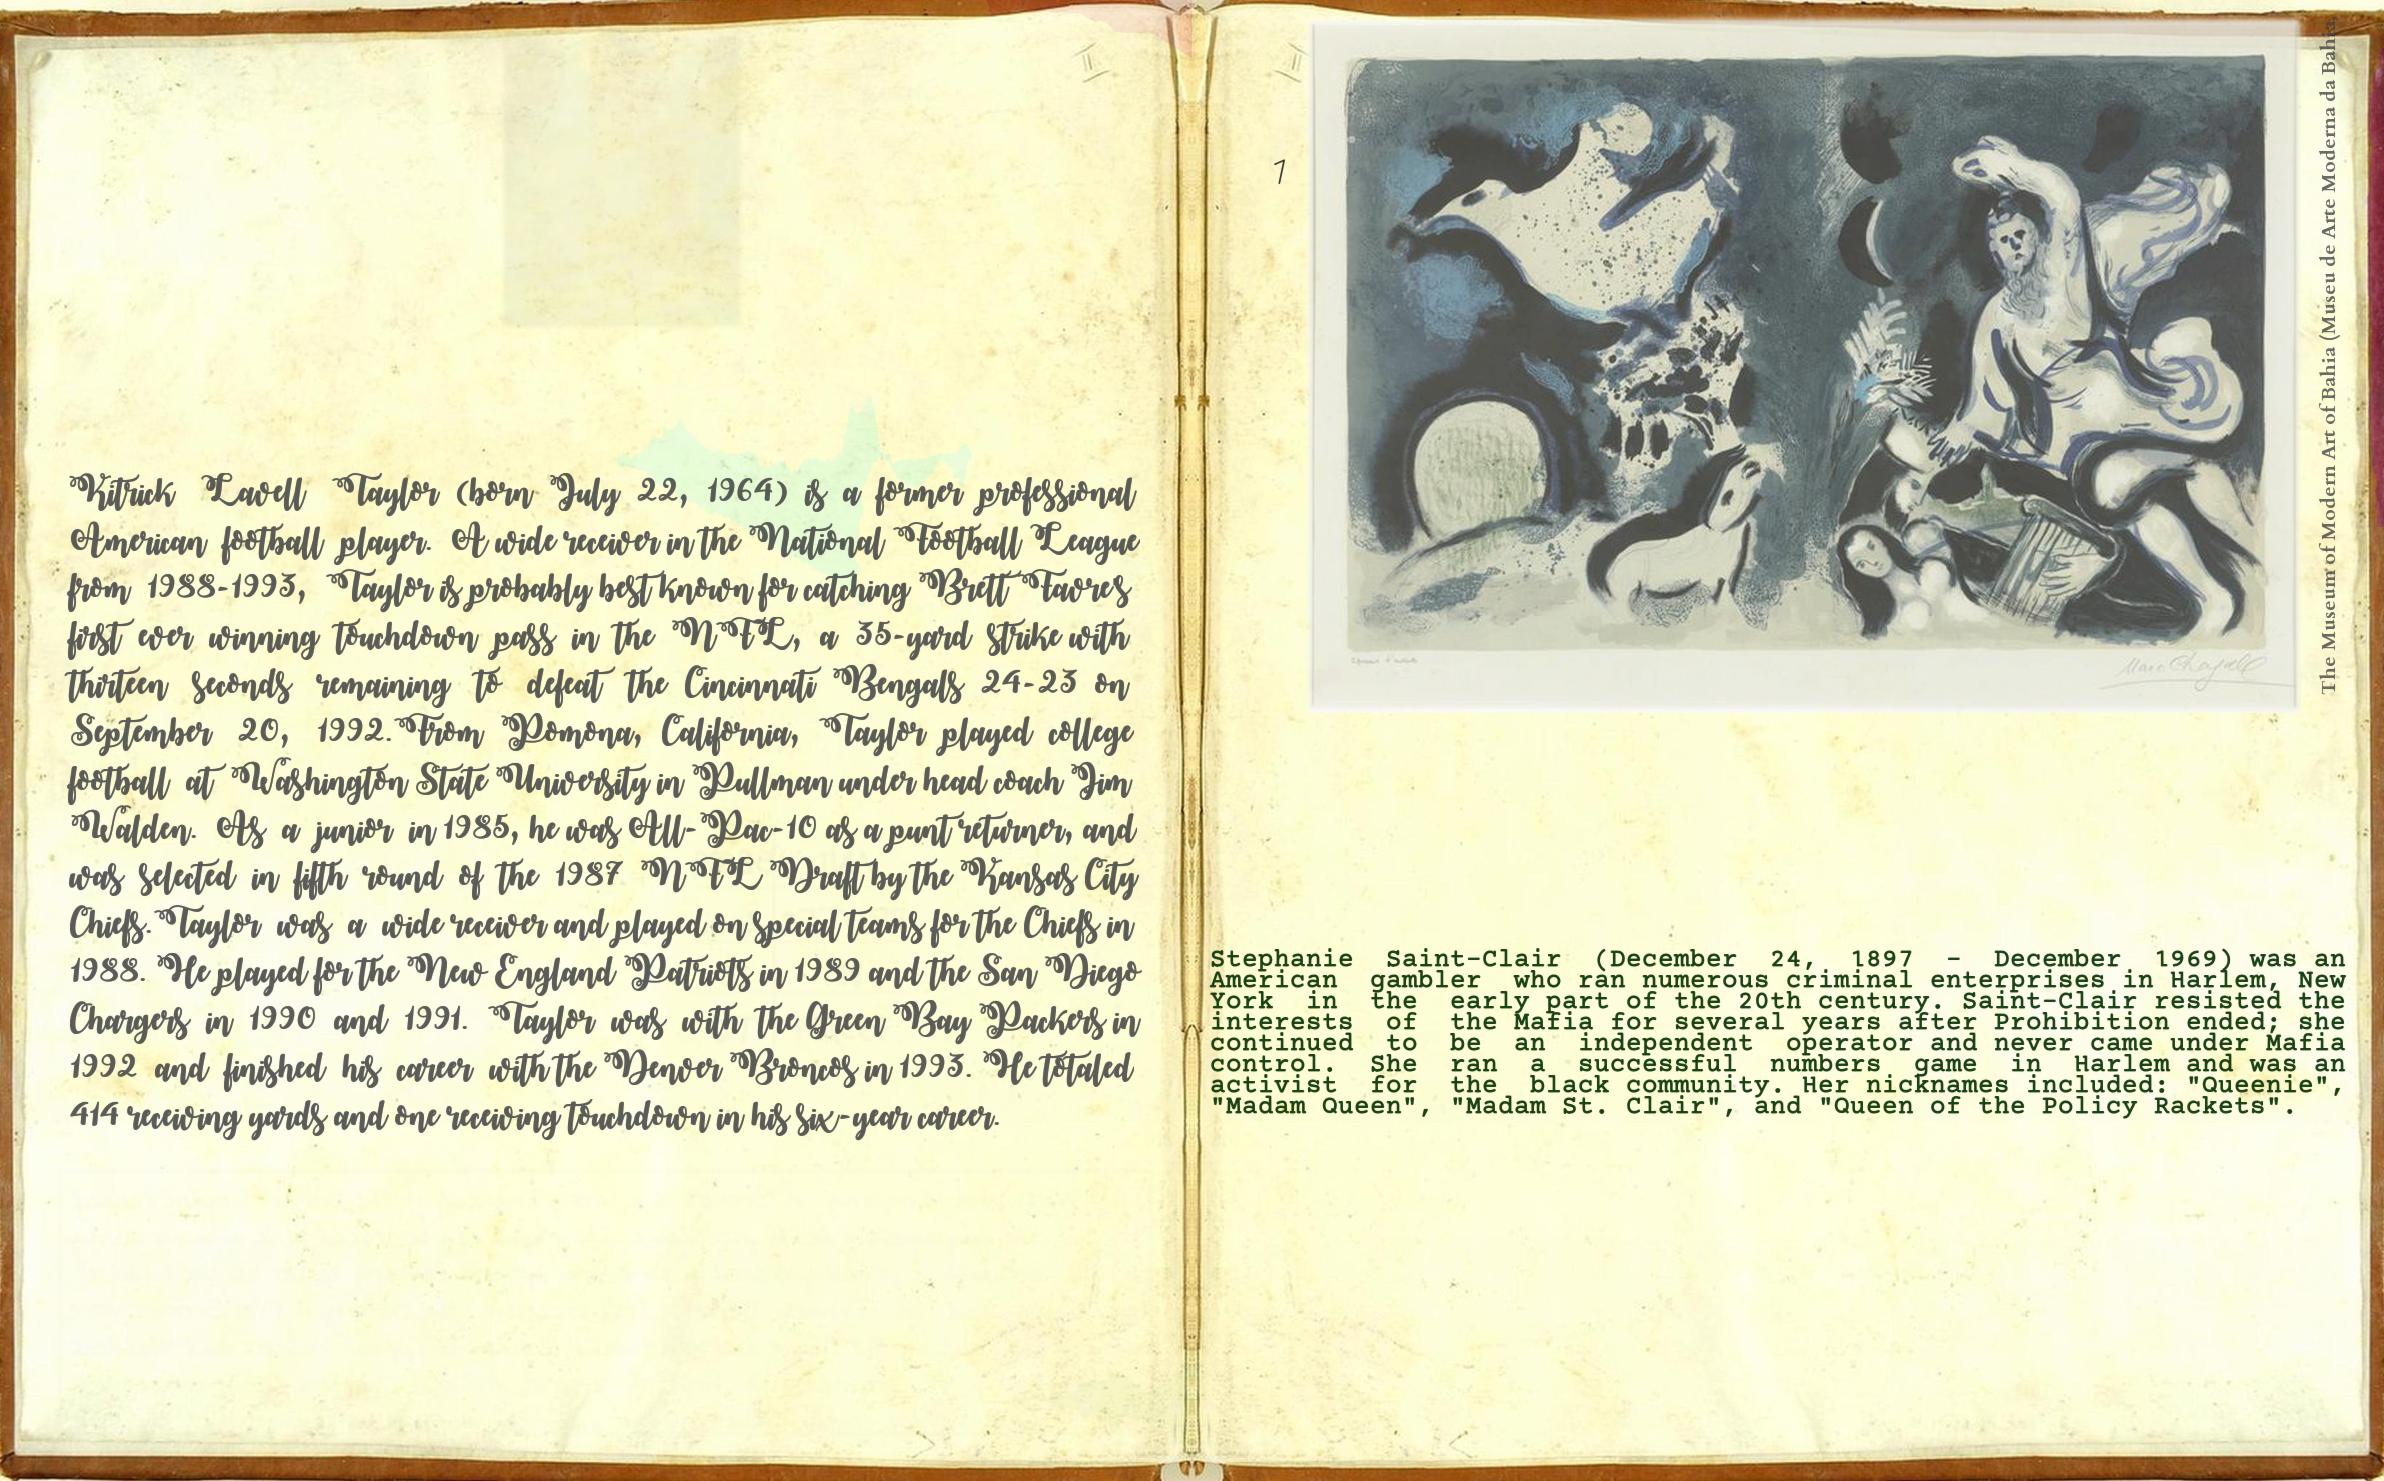 Kitrick Lavell Taylor (born July 22, 1964) is a former professional
American football player. A wide receiver in the National Football League
from 1988-1993, Taylor is probably best known for catching Brett Favres
first ever winning touchdown pass in the NFL, a 35-yard strike with
thirteen seconds remaining to defeat the Cincinnati Bengals 24-23 on
September 20, 1992. From Pomona, California, Taylor played college
football at Washington State University in Pullman under head coach Jim
Walden. As a junior in 1985, he was All-Pac-10 as a punt returner, and
was selected in fifth round of the 1987 NFL Draft by the Kansas City
Chiefs. Taylor was a wide receiver and played on special teams for the Chiefs in
1988. He played for the New England Patriots in 1989 and the San Diego
Chargers in 1990 and 1991. Taylor was with the Green Bay Packers in
1992 and finished his career with the Denver Broncos in 1993. He totaled
414 receiving yards and one receiving touchdown in his six-year career.
1
Marc Chagall
The Museum of Modern Art of Bahia (Museu de Arte Moderna da Bahia,
Stephanie Saint-Clair (December 24, 1897 – December 1969) was an
American gambler who ran numerous criminal enterprises in Harlem, New
York in the early part of the 20th century. Saint-Clair resisted the
interests of the Mafia for several years after Prohibition ended; she
continued to be an independent operator and never came under Mafia
control. She ran a successful numbers game in Harlem and was an
activist for the black community. Her nicknames included: "Queenie",
"Madam Queen", "Madam St. Clair", and "Queen of the Policy Rackets".